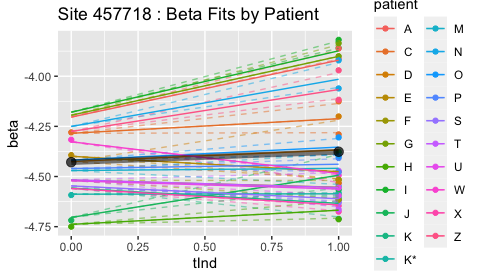 Site 457718 : Beta Fits by Patient
patient
-4.00
-4.25
-4.50
-4.75
beta
0.00 0.25 0.50 0.75 1.00
tInd
A M
C N
D O
E P
F S
G T
H U
I W
J X
K Z
K*